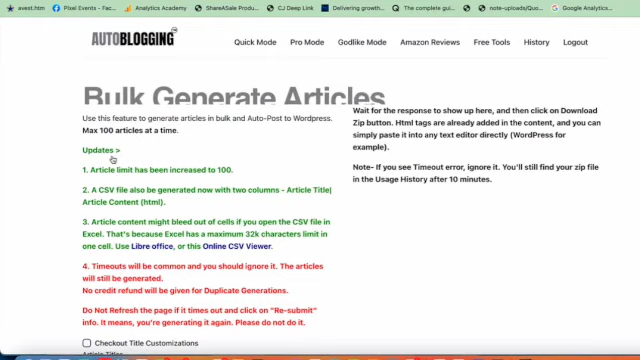 avest.htm
Pixel Events - Fac...
Analytics Academy
ShareASale Produ...
CJ Deep Link
Delivering growth...
The complete guid...
note-uploads/Quo...
Google Analytics...
AUTOBLOGGING
Quick Mode
Pro Mode
Godlike Mode
Amazon Reviews
Free Tools
History
Logout
Bulk Generate Articles
Use this feature to generate articles in bulk and Auto-Post to Wordpress.
Max 100 articles at a time.
Updates >
1. Article limit has been increased to 100.
2. A CSV file also be generated now with two columns - Article Title|
Article Content (html).
3. Article content might bleed out of cells if you open the CSV file in
Excel. That's because Excel has a maximum 32k characters limit in
one cell. Use Libre office, or this Online CSV Viewer.
4. Timeouts will be common and you should ignore it. The articles
will still be generated.
No credit refund will be given for Duplicate Generations.
Do Not Refresh the page if it times out and click on "Re-submit"
info. It means, you're generating it again. Please do not do it.
Checkout Title Customizations
Article Titles
Wait for the response to show up here, and then click on Download
Zip button. Html tags are already added in the content, and you can
simply paste it into any text editor directly (WordPress for
example).
Note- If you see Timeout error, ignore it. You'll still find your zip file
in the Usage History after 10 minutes.